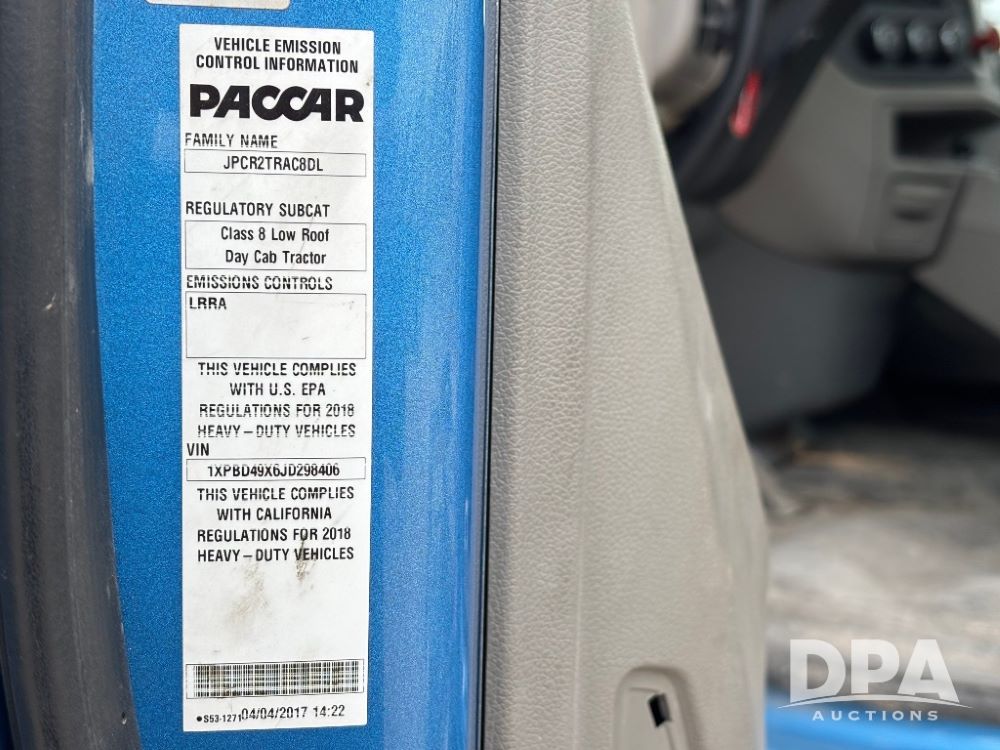 VEHICLE EMISSION
CONTROL INFORMATION
PACCAR
FAMILY NAME
JPCR2TRAC8DL
REGULATORY SUBCAT
Class 8 Low Roof
Day Cab Tractor
EMISSIONS CONTROLS
LRRA
THIS VEHICLE COMPLIES
WITH U.S. EPA
REGULATIONS FOR 2018
HEAVY-DUTY VEHICLES
VIN
1XPBD49X6JD298406
THIS VEHICLE COMPLIES
WITH CALIFORNIA
REGULATIONS FOR 2018
HEAVY-DUTY VEHICLES
•S53-1271 04/04/2017 14:22
DPA
AUCTIONS